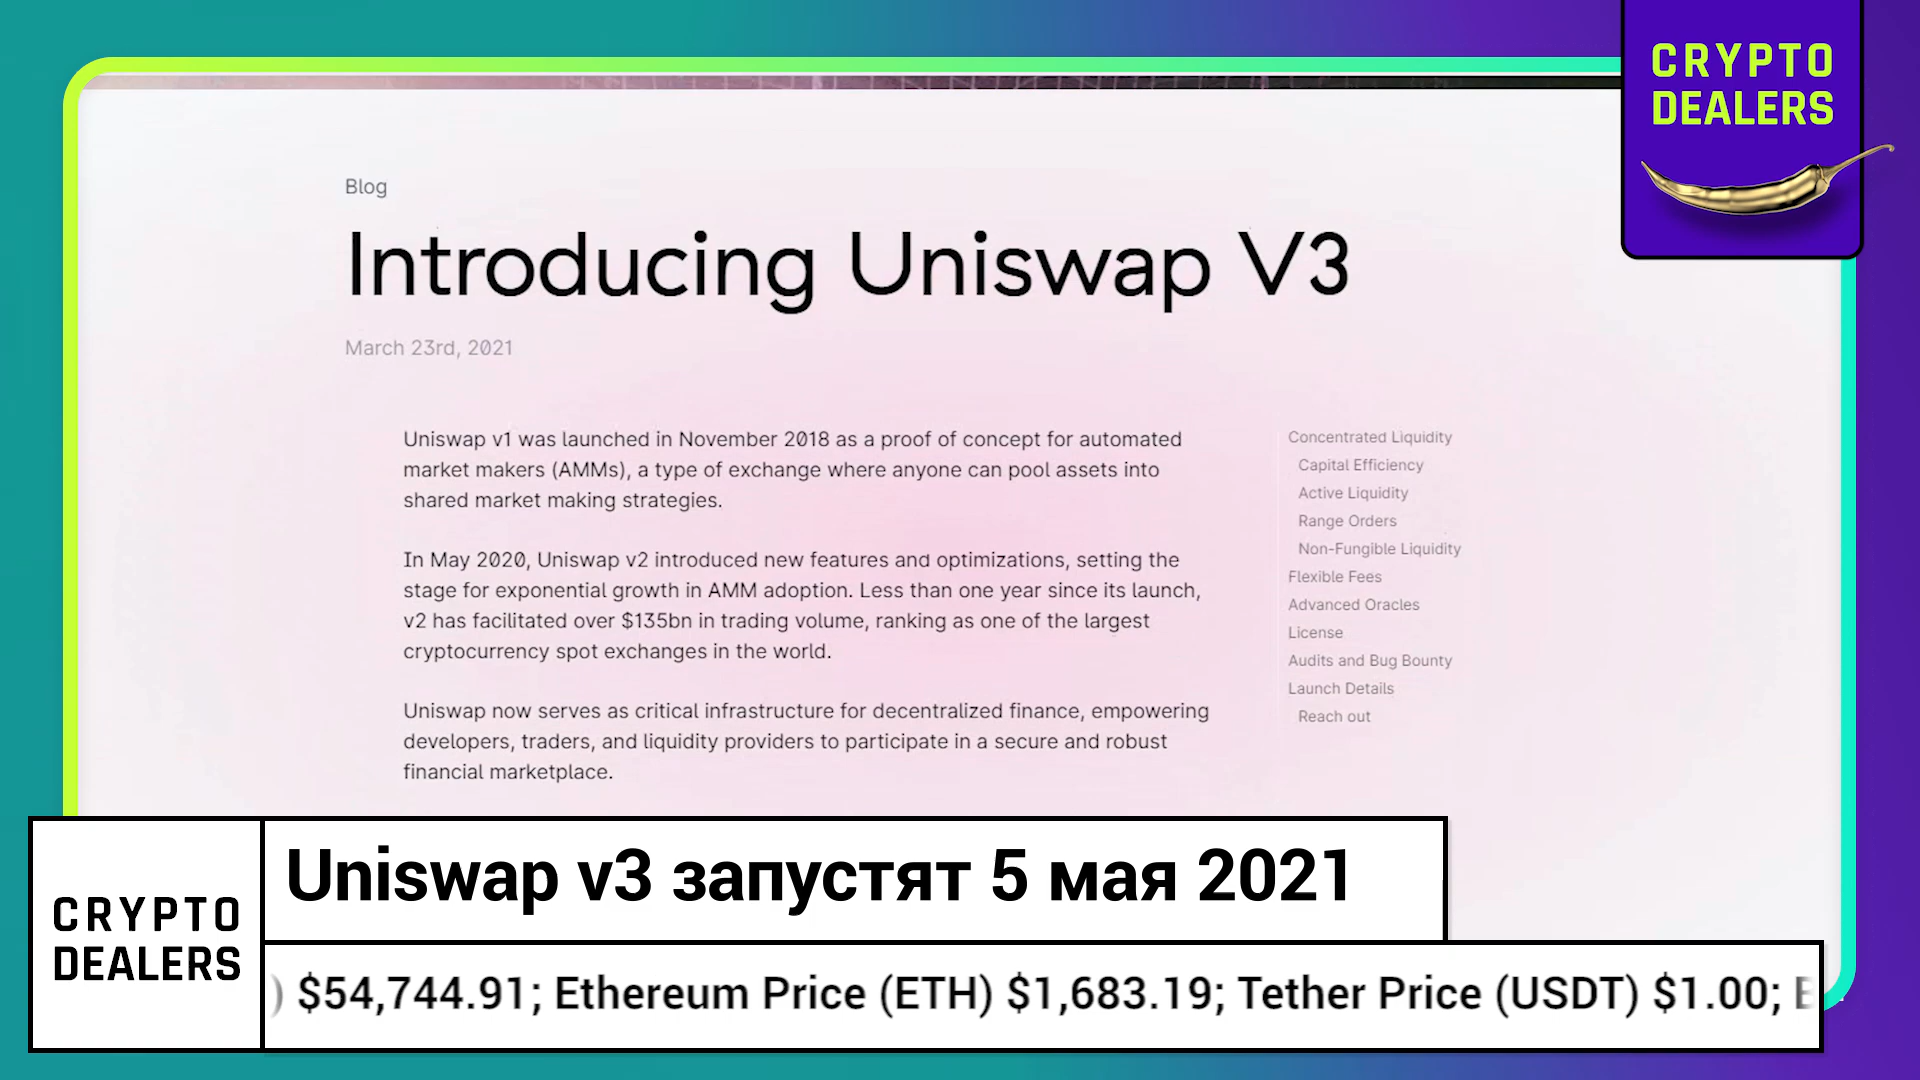 CRYPTO
DEALERS
Blog
Introducing Uniswap V3
March 23rd, 2021
Uniswap v1 was launched in November 2018 as a proof of concept for automated
market makers (AMMs), a type of exchange where anyone can pool assets into
shared market making strategies.
In May 2020, Uniswap v2 introduced new features and optimizations, setting the
stage for exponential growth in AMM adoption. Less than one year since its launch,
v2 has facilitated over $135bn in trading volume, ranking as one of the largest
cryptocurrency spot exchanges in the world.
Uniswap now serves as critical infrastructure for decentralized finance, empowering
developers, traders, and liquidity providers to participate in a secure and robust
financial marketplace.
Concentrated Liquidity
Capital Efficiency
Active Liquidity
Range Orders
Non-Fungible Liquidity
Flexible Fees
Advanced Oracles
License
Audits and Bug Bounty
Launch Details
Reach out
CRYPTO
DEALERS
Uniswap v3 запустят 5 мая 2021
) $54,744.91; Ethereum Price (ETH) $1,683.19; Tether Price (USDT) $1.00;